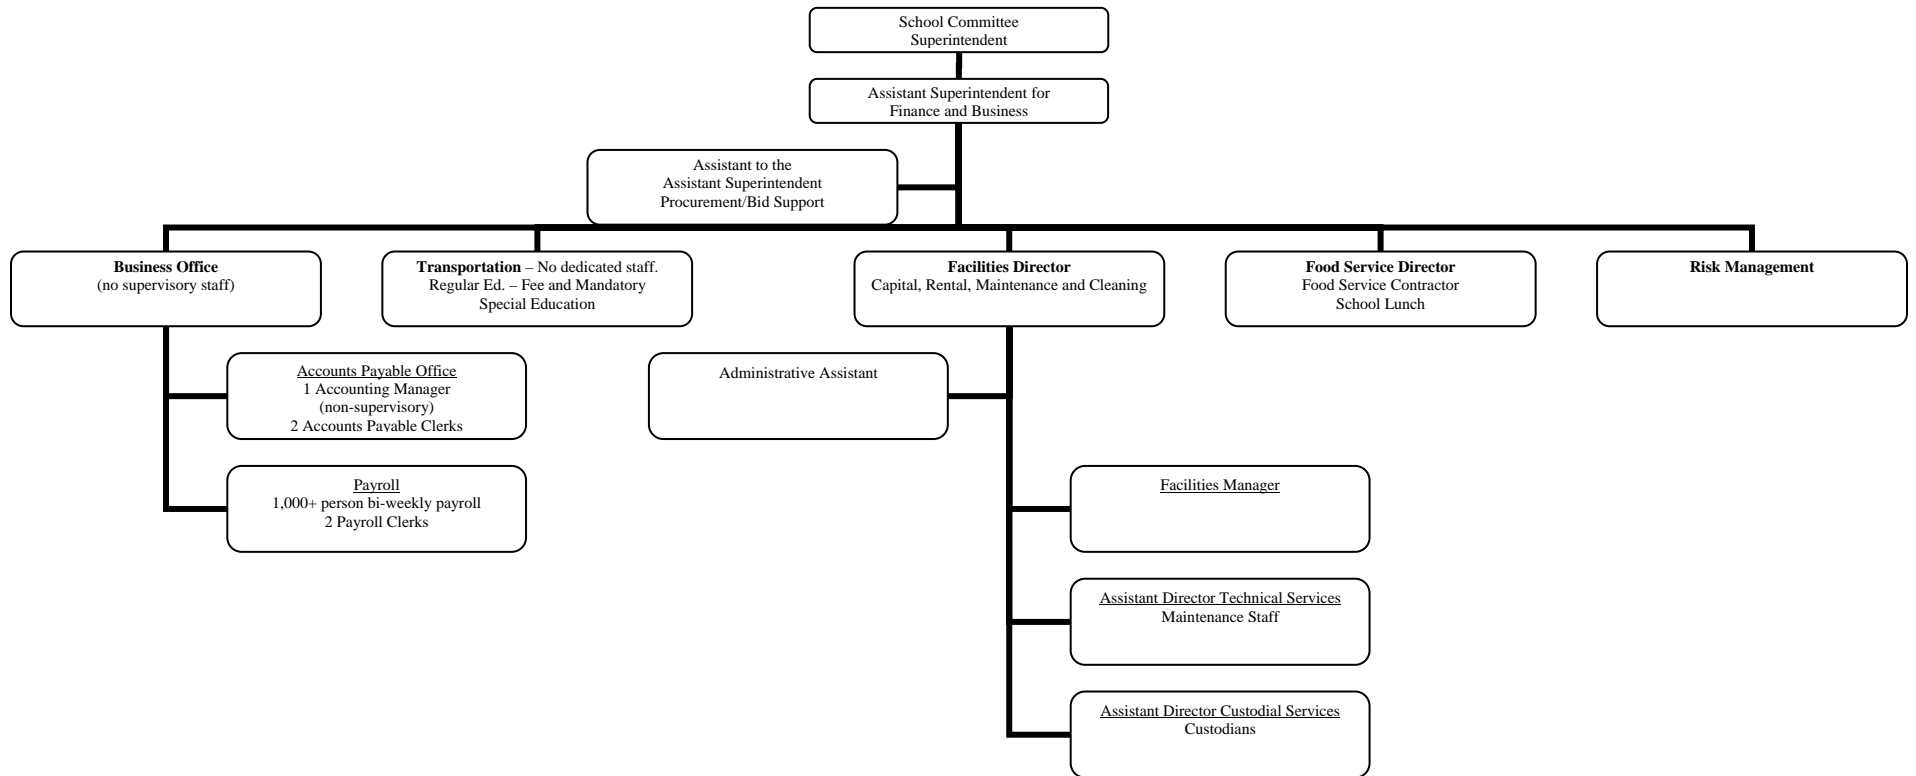 School Committee
Superintendent
Assistant Superintendent for
Finance and Business
Assistant to the
Assistant Superintendent
Procurement/Bid Support
Business Office
(no supervisory staff)
Transportation – No dedicated staff.
Regular Ed. – Fee and Mandatory
Special Education
Facilities Director
Capital, Rental, Maintenance and Cleaning
Food Service Director
Food Service Contractor
School Lunch
Risk Management
Accounts Payable Office
1 Accounting Manager
(non-supervisory)
2 Accounts Payable Clerks
Administrative Assistant
Payroll
1,000+ person bi-weekly payroll
2 Payroll Clerks
Facilities Manager
Assistant Director Technical Services
Maintenance Staff
Assistant Director Custodial Services
Custodians